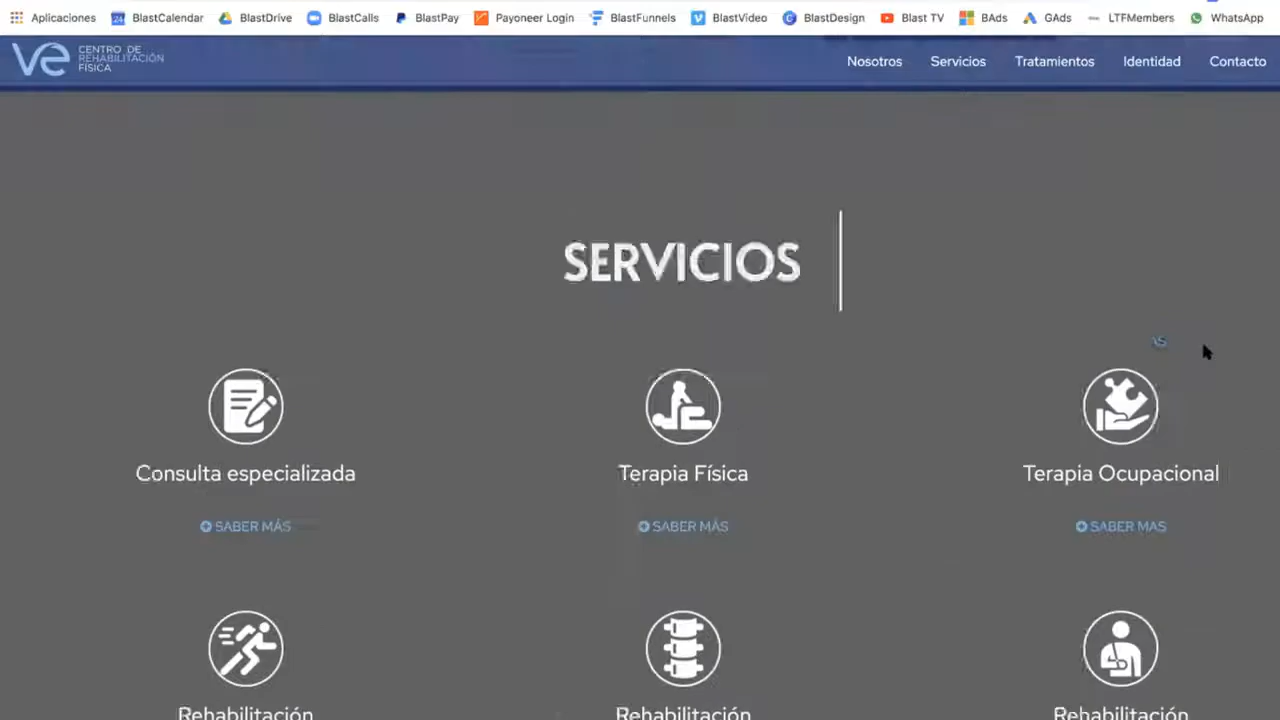 Aplicaciones BlastCalendar BlastDrive BlastCalls BlastPay Payoneer Login BlastFunnels BlastVideo BlastDesign Blast TV BAds GAds LTFMembers WhatsApp
ve CENTRO DE
REHABILITACIÓN
FÍSICA
Nosotros Servicios Tratamientos Identidad Contacto
SERVICIOS
ÁS
Consulta especializada Terapia Física Terapia Ocupacional
SABER MÁS SABER MÁS SABER MAS
Rehabilitación Rehabilitación Rehabilitación